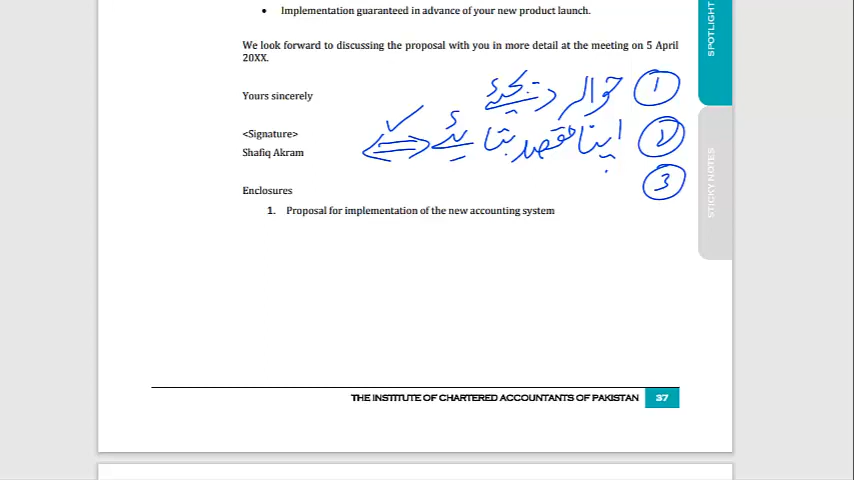 • Implementation guaranteed in advance of your new product launch.
We look forward to discussing the proposal with you in more detail at the meeting on 5 April
20XX.
Yours sincerely
① حوالہ دیجیے
<Signature>
② اپنا مقصد بتائیے
Shafiq Akram
③
Enclosures
1. Proposal for implementation of the new accounting system
THE INSTITUTE OF CHARTERED ACCOUNTANTS OF PAKISTAN 37
SPOTLIGHT
STICKY NOTES